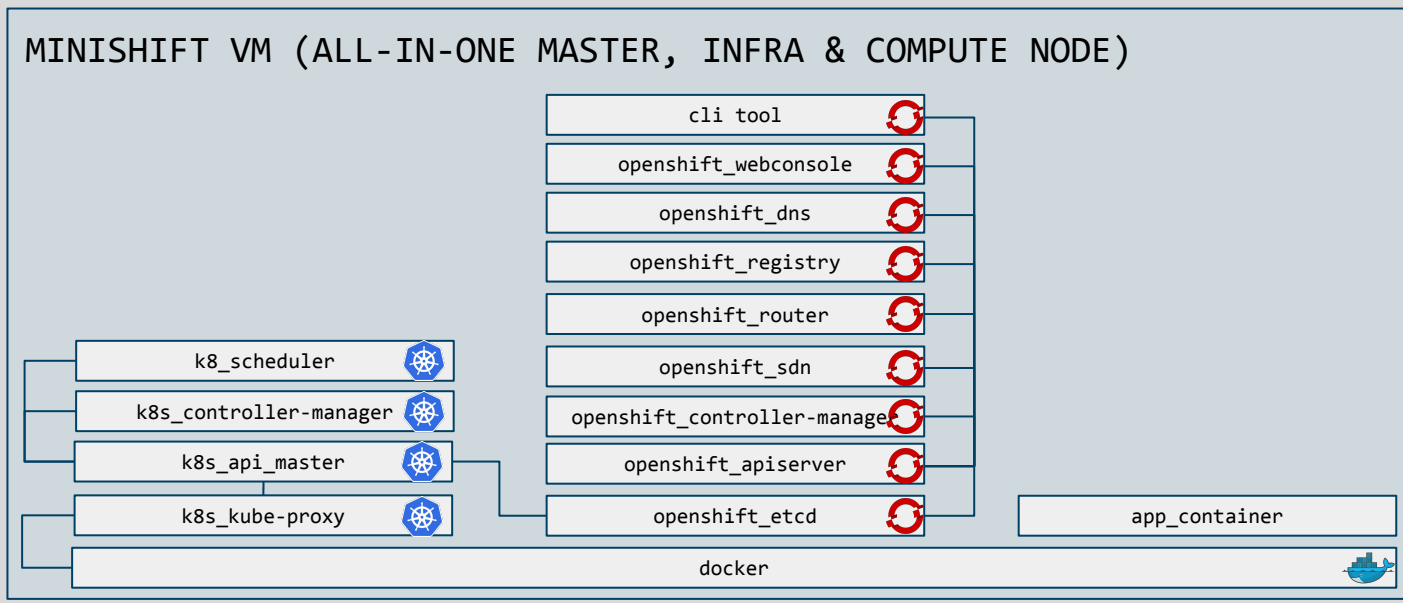 MINISHIFT VM (ALL-IN-ONE MASTER, INFRA & COMPUTE NODE)
cli tool
openshift_webconsole
openshift_dns
openshift_registry
openshift_router
openshift_sdn
openshift_controller-manager
openshift_apiserver
openshift_etcd
k8_scheduler
k8s_controller-manager
k8s_api_master
k8s_kube-proxy
app_container
docker